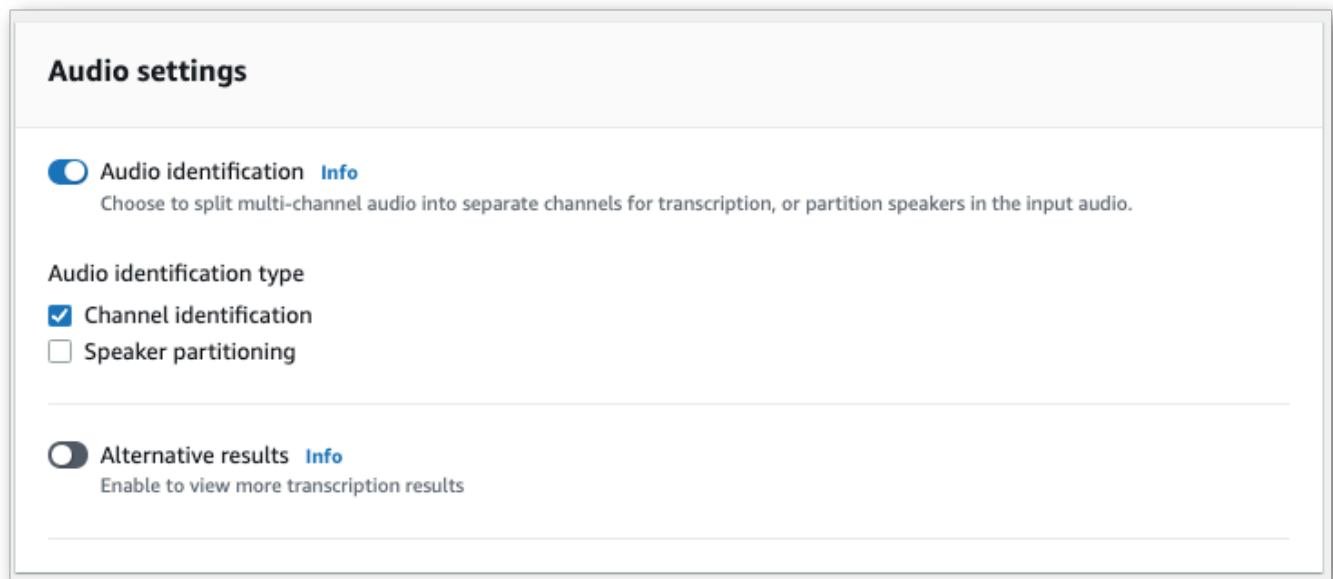 Audio settings
Audio identification Info
Choose to split multi-channel audio into separate channels for transcription, or partition speakers in the input audio.
Audio identification type
Channel identification
Speaker partitioning
Alternative results Info
Enable to view more transcription results